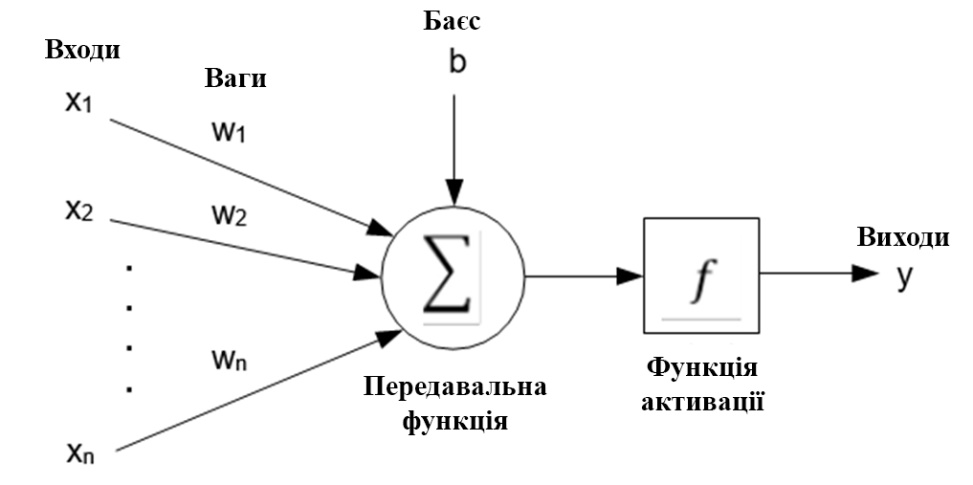 Баєс
b
Входи
Ваги
x1
w1
x2
w2
wn
xn
Σ
f
Виходи
y
Передавальна
функція
Функція
активації